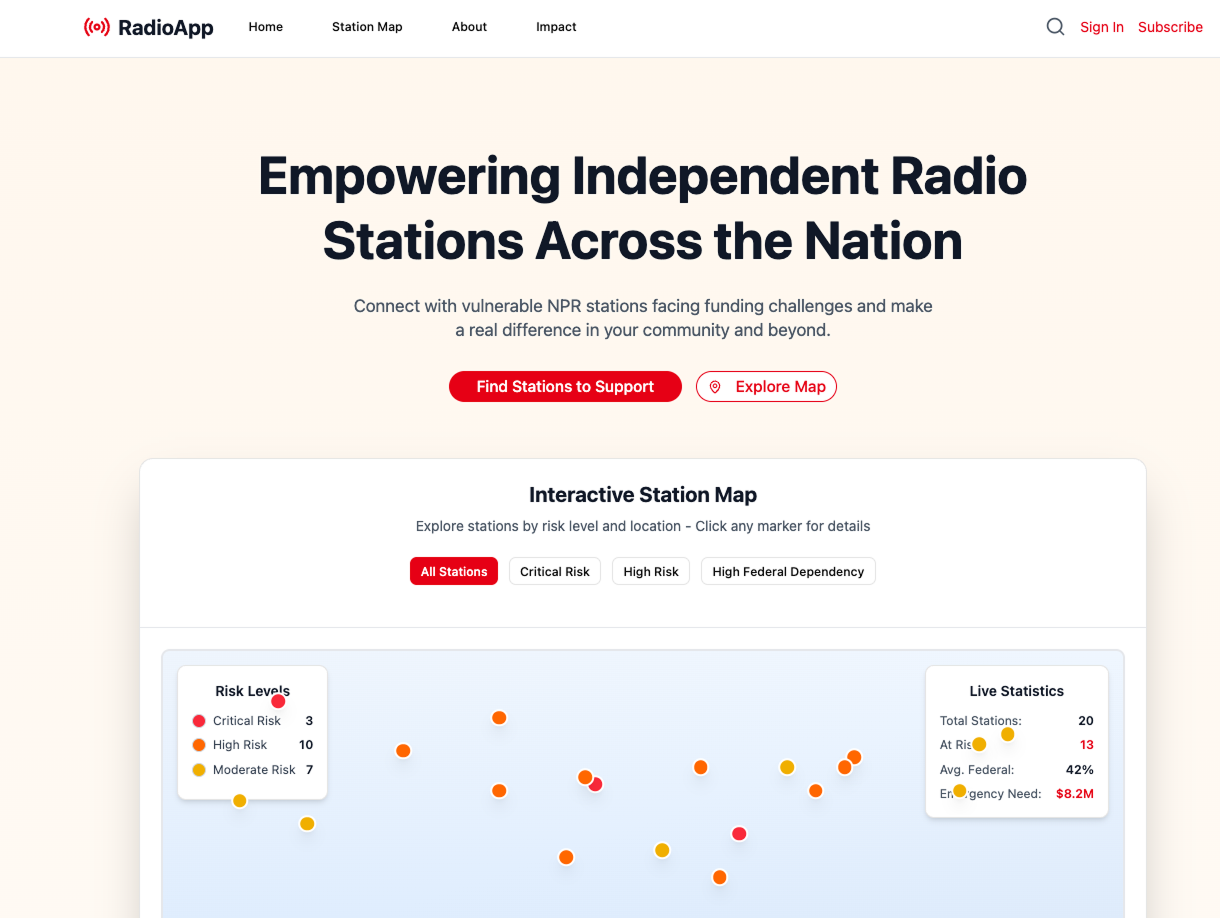 RadioApp
Home
Station Map
About
Impact
Sign In
Subscribe
Empowering Independent Radio
Stations Across the Nation
Connect with vulnerable NPR stations facing funding challenges and make
a real difference in your community and beyond.
Find Stations to Support
Explore Map
Interactive Station Map
Explore stations by risk level and location - Click any marker for details
All Stations
Critical Risk
High Risk
High Federal Dependency
Risk Levels
Critical Risk 3
High Risk 10
Moderate Risk 7
Live Statistics
Total Stations: 20
At Risk 13
Avg. Federal: 42%
Emergency Need: $8.2M